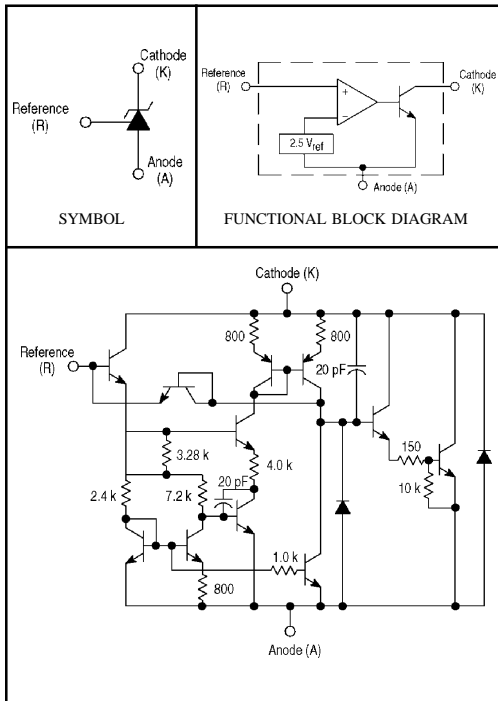 Cathode
(K)
Reference
(R)
Anode
(A)
SYMBOL
Reference
(R)
Cathode
(K)
+
−
2.5 Vref
Anode (A)
FUNCTIONAL BLOCK DIAGRAM
Cathode (K)
800
800
Reference
(R)
20 pF
3.28 k
4.0 k
150
2.4 k
7.2 k
20 pF
10 k
1.0 k
800
Anode (A)